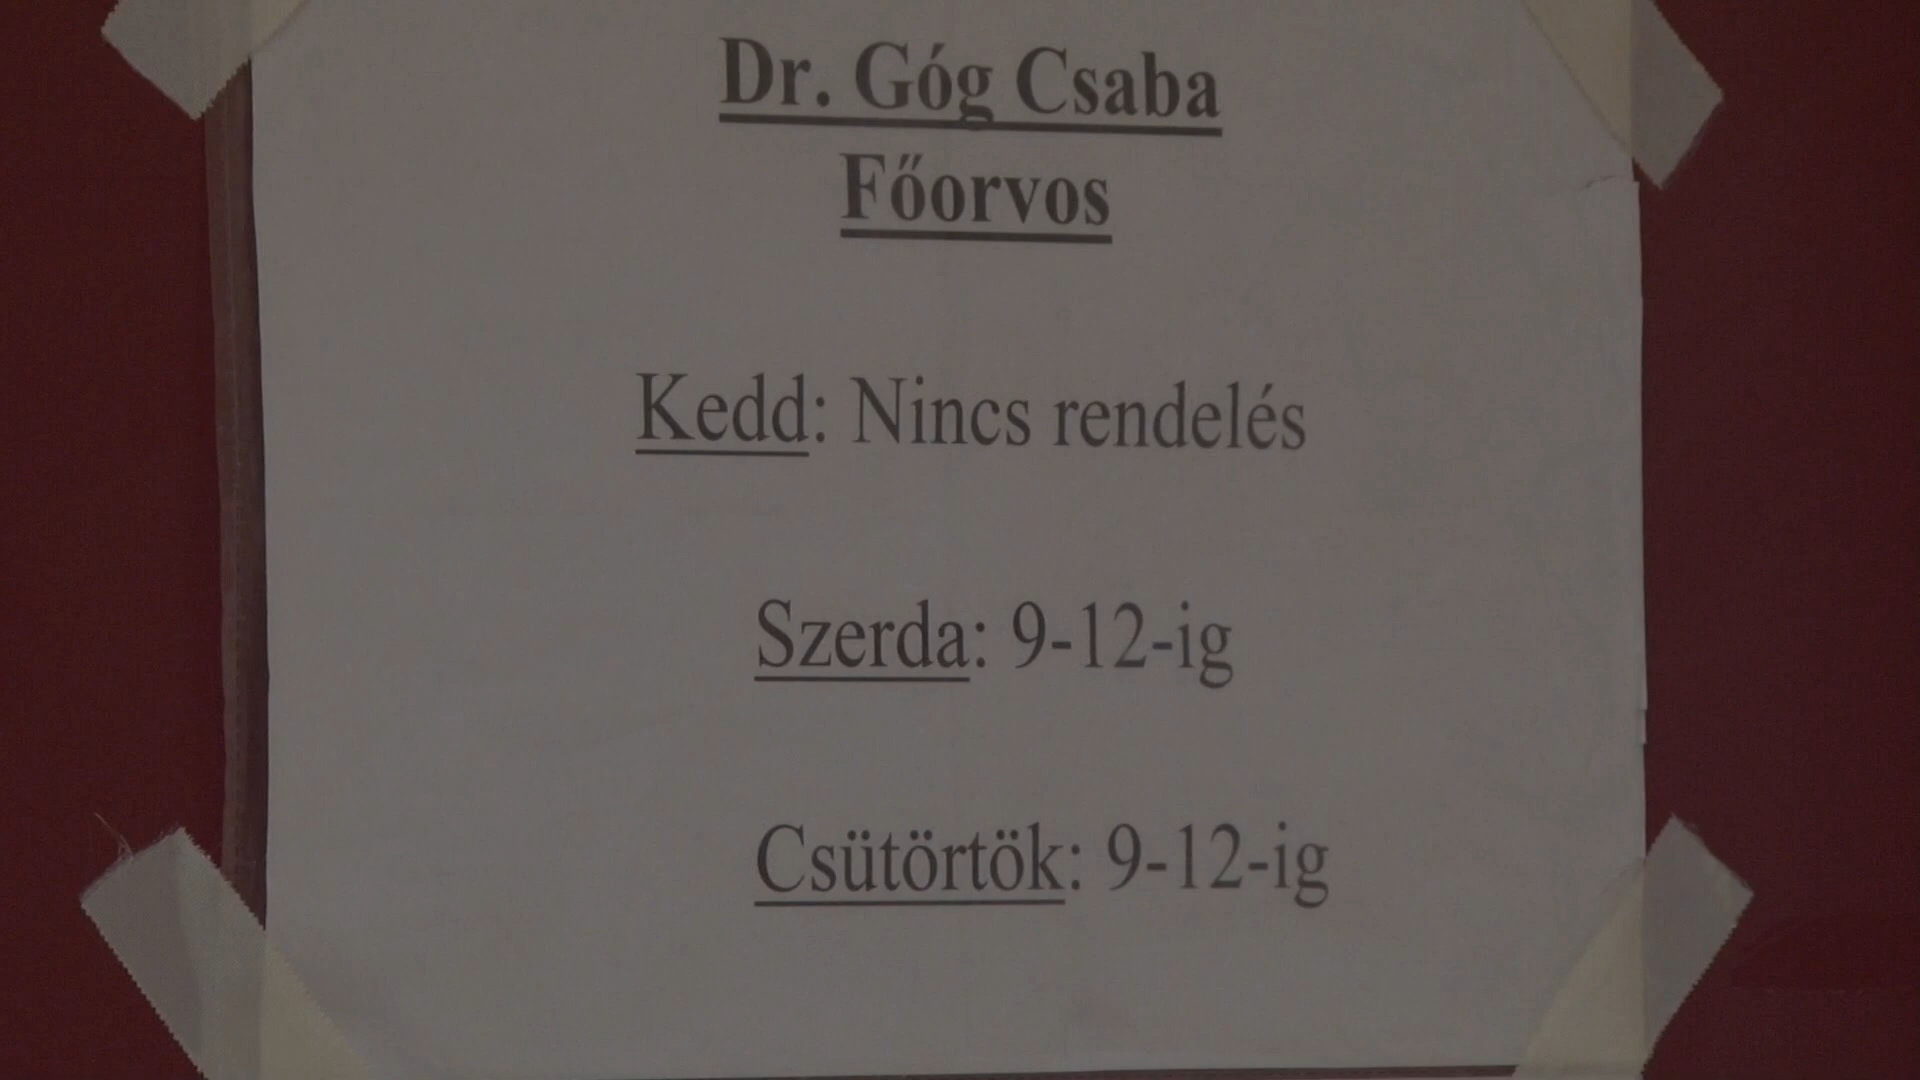 Dr. Góg Csaba
Főorvos
Kedd: Nincs rendelés
Szerda: 9-12-ig
Csütörtök: 9-12-ig